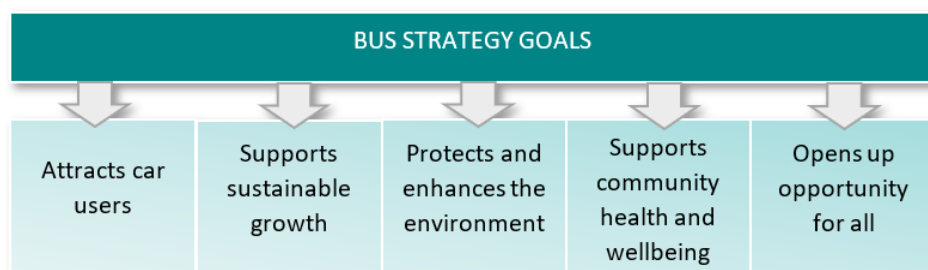 BUS STRATEGY GOALS
Attracts car
users
Supports
sustainable
growth
Protects and
enhances the
environment
Supports
community
health and
wellbeing
Opens up
opportunity
for all